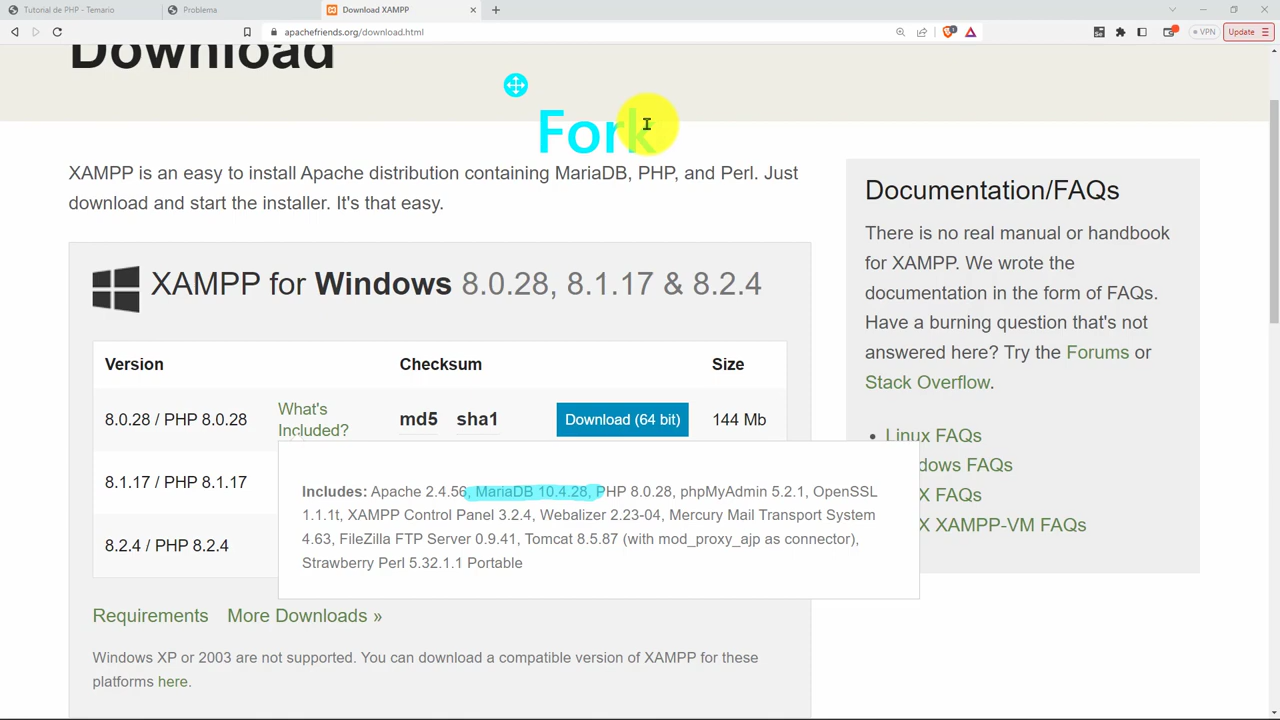 Tutorial de PHP - Temario
Problema
Download XAMPP
apachefriends.org/download.html
VPN
Update
Download
Fork
XAMPP is an easy to install Apache distribution containing MariaDB, PHP, and Perl. Just
download and start the installer. It's that easy.
XAMPP for Windows 8.0.28, 8.1.17 & 8.2.4
Version Checksum Size
8.0.28 / PHP 8.0.28 What's Included? md5 sha1 Download (64 bit) 144 Mb
8.1.17 / PHP 8.1.17
8.2.4 / PHP 8.2.4
Includes: Apache 2.4.56, MariaDB 10.4.28, PHP 8.0.28, phpMyAdmin 5.2.1, OpenSSL
1.1.1t, XAMPP Control Panel 3.2.4, Webalizer 2.23-04, Mercury Mail Transport System
4.63, FileZilla FTP Server 0.9.41, Tomcat 8.5.87 (with mod_proxy_ajp as connector),
Strawberry Perl 5.32.1.1 Portable
Requirements More Downloads »
Windows XP or 2003 are not supported. You can download a compatible version of XAMPP for these
platforms here.
Documentation/FAQs
There is no real manual or handbook
for XAMPP. We wrote the
documentation in the form of FAQs.
Have a burning question that's not
answered here? Try the Forums or
Stack Overflow.
Linux FAQs
dows FAQs
X FAQs
X XAMPP-VM FAQs